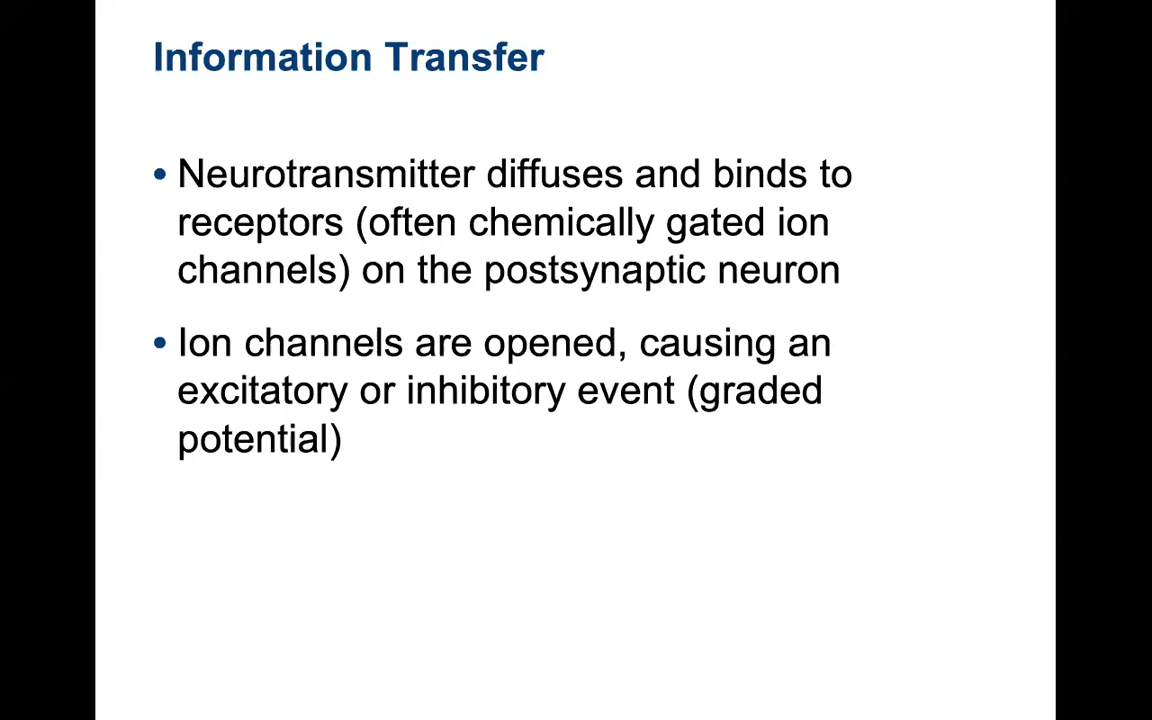 Information Transfer
• Neurotransmitter diffuses and binds to
receptors (often chemically gated ion
channels) on the postsynaptic neuron
• Ion channels are opened, causing an
excitatory or inhibitory event (graded
potential)